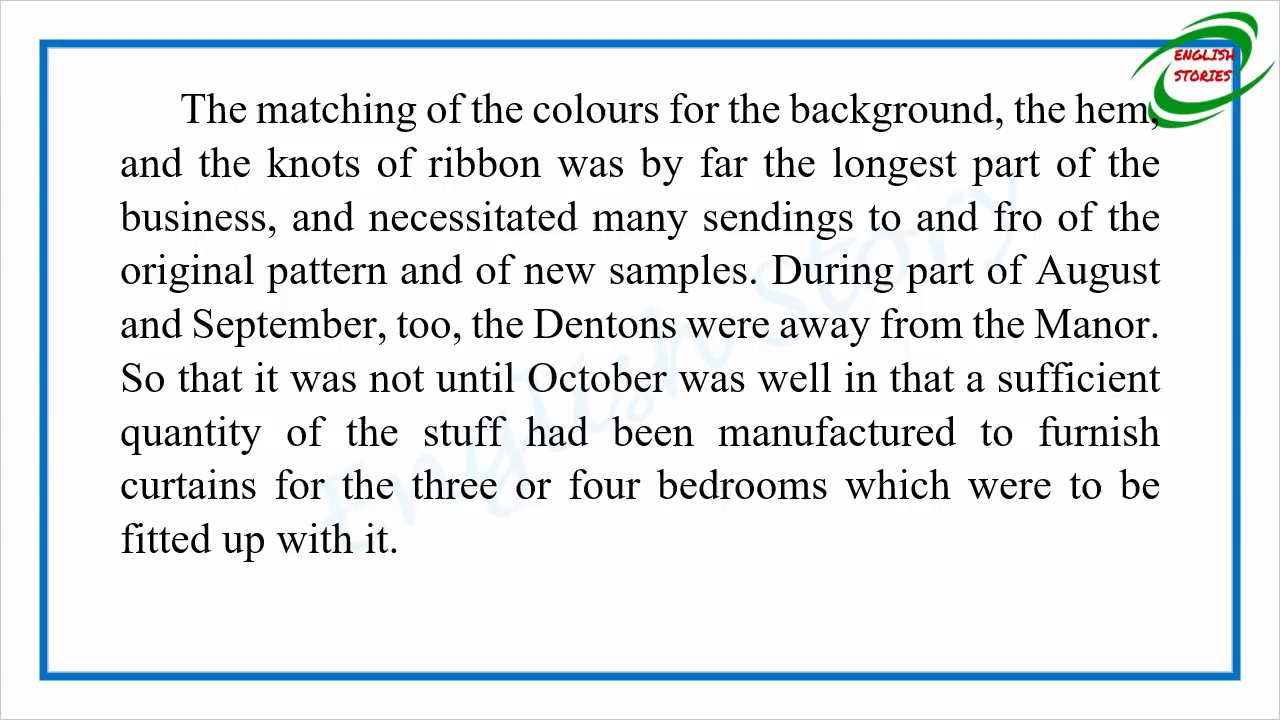 ENGLISH
STORIES
The matching of the colours for the background, the hem,
and the knots of ribbon was by far the longest part of the
business, and necessitated many sendings to and fro of the
original pattern and of new samples. During part of August
and September, too, the Dentons were away from the Manor.
So that it was not until October was well in that a sufficient
quantity of the stuff had been manufactured to furnish
curtains for the three or four bedrooms which were to be
fitted up with it.
English Story